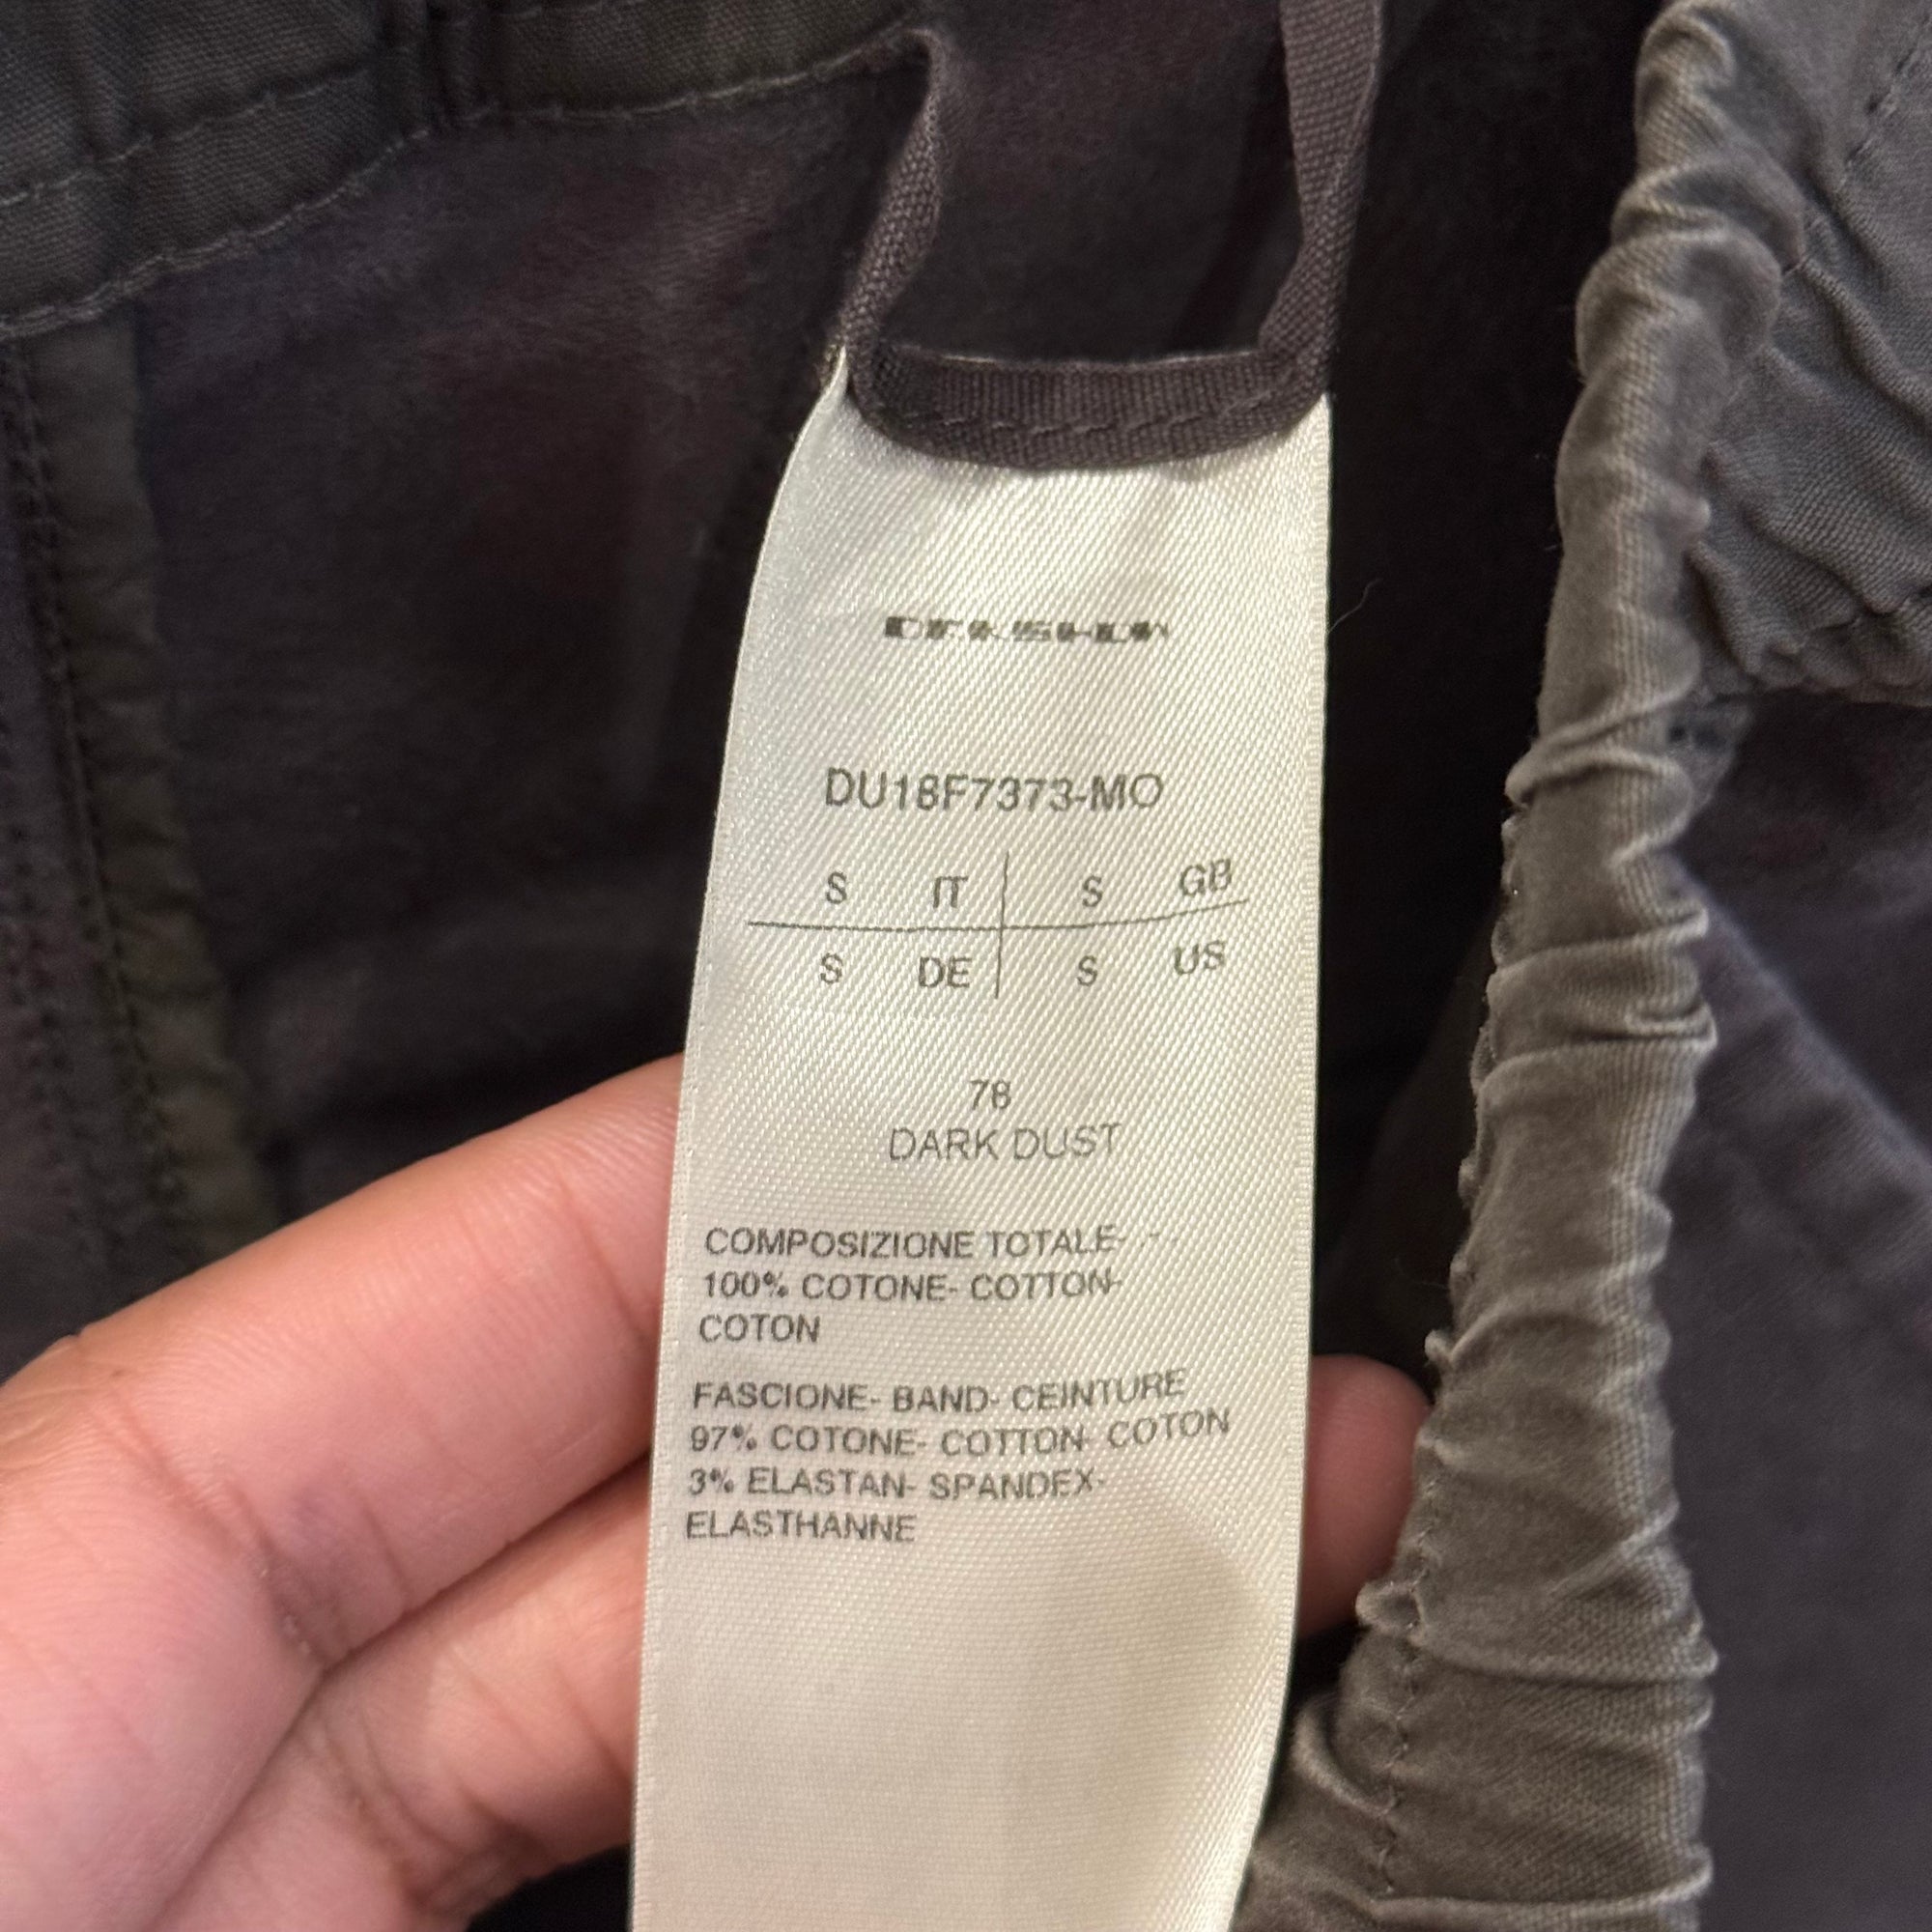 DRKSHDW
DU18F7373-MO
S IT S GB
S DE S US
78
DARK DUST
COMPOSIZIONE TOTALE-
100% COTONE- COTTON-
COTON
FASCIONE- BAND- CEINTURE
97% COTONE- COTTON- COTON
3% ELASTAN- SPANDEX-
ELASTHANNE